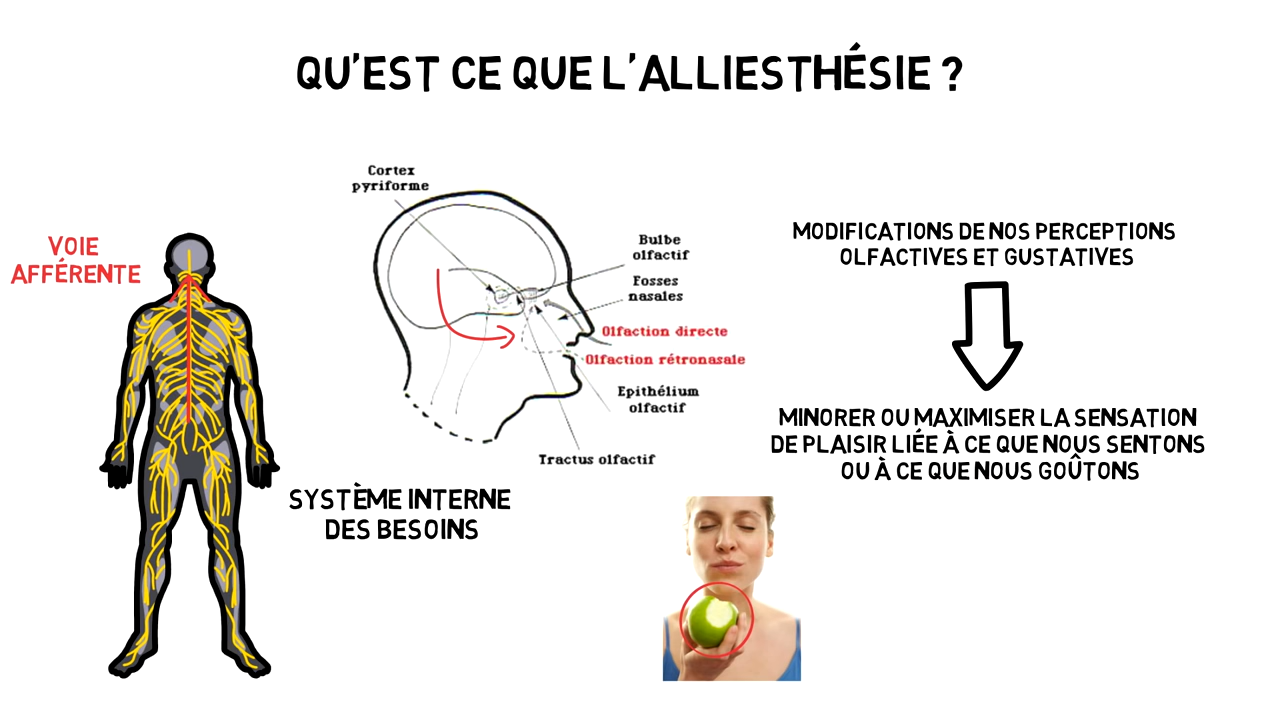 QU'EST CE QUE L'ALLIESTHÉSIE ?
VOIE
AFFÉRENTE
SYSTÈME INTERNE
DES BESOINS
Cortex
pyriforme
Bulbe
olfactif
Fosses
nasales
Olfaction directe
Olfaction rétronasale
Epithélium
olfactif
Tractus olfactif
MODIFICATIONS DE NOS PERCEPTIONS
OLFACTIVES ET GUSTATIVES
MINORER OU MAXIMISER LA SENSATION
DE PLAISIR LIÉE À CE QUE NOUS SENTONS
OU À CE QUE NOUS GOÛTONS